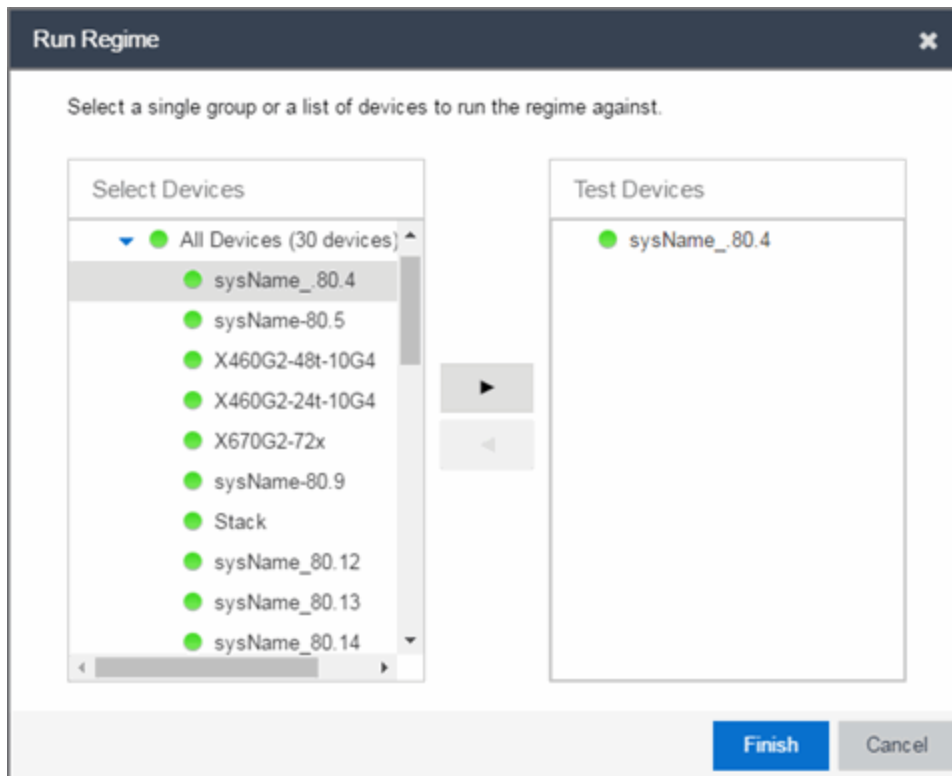 Run Regime
Select a single group or a list of devices to run the regime against.
Select Devices
All Devices (30 devices)
sysName_.80.4
sysName-80.5
X460G2-48t-10G4
X460G2-24t-10G4
X670G2-72x
sysName-80.9
Stack
sysName_80.12
sysName_80.13
sysName_80.14
Test Devices
sysName_.80.4
Finish
Cancel